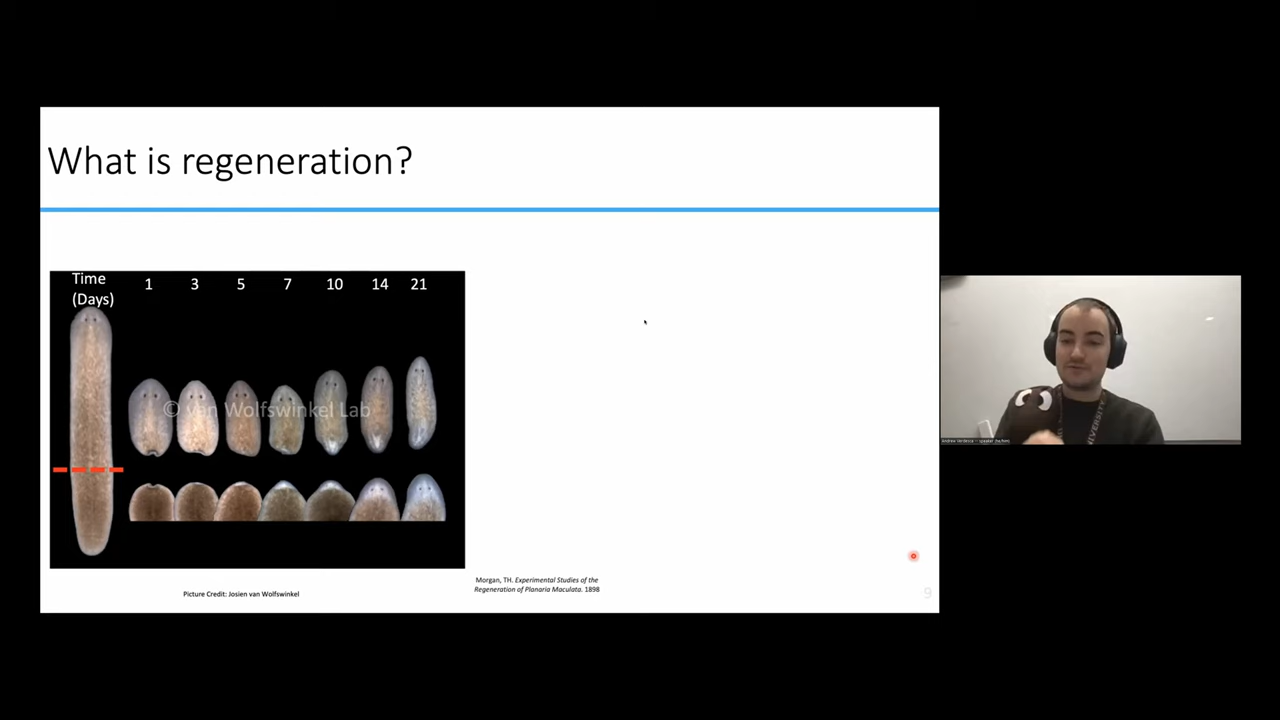 What is regeneration?
Time
(Days)
1 3 5 7 10 14 21
© van Wolfswinkel Lab
Picture Credit: Josien van Wolfswinkel
Morgan, TH. Experimental Studies of the
Regeneration of Planaria Maculata. 1898
9
VERSITY